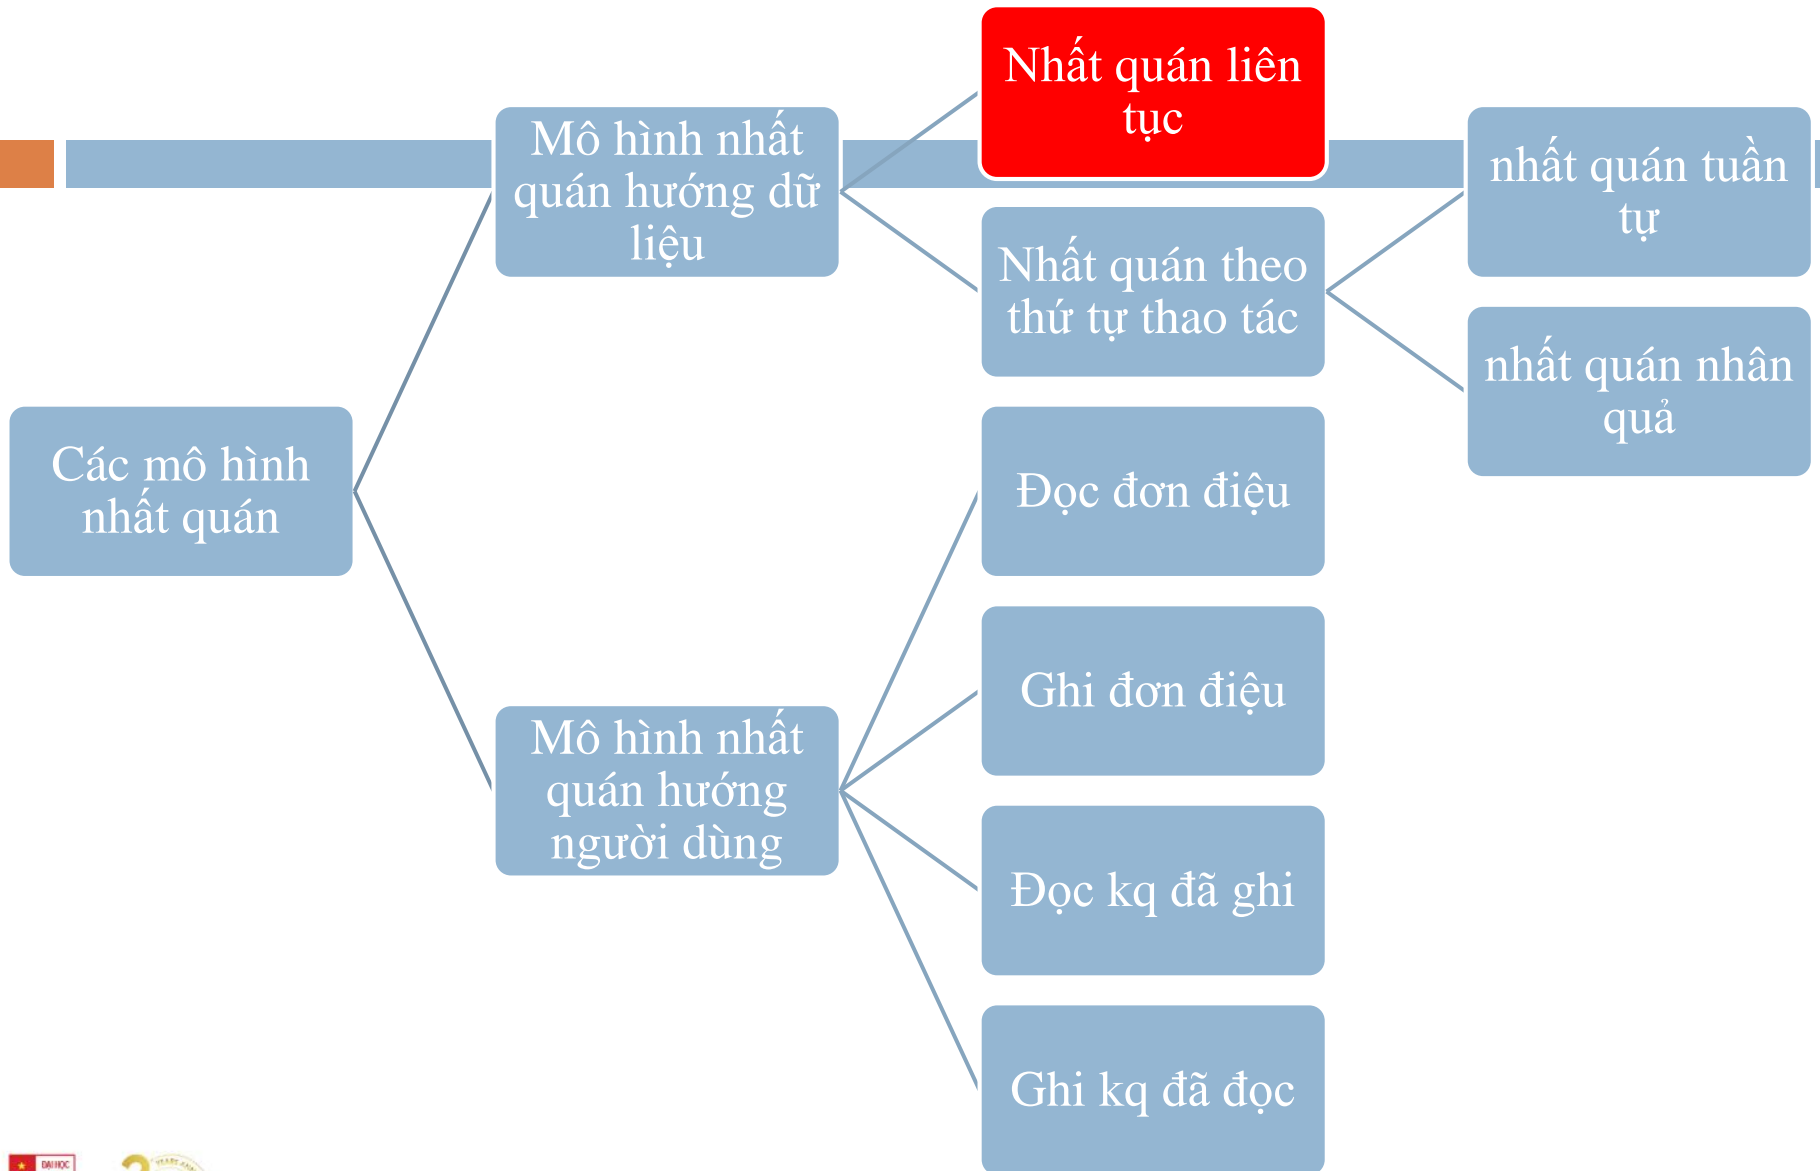 Nhất quán liên
tục
Mô hình nhất
quán hướng dữ
liệu
nhất quán tuần
tự
Nhất quán theo
thứ tự thao tác
nhất quán nhân
quả
Các mô hình
nhất quán
Đọc đơn điệu
Ghi đơn điệu
Mô hình nhất
quán hướng
người dùng
Đọc kq đã ghi
Ghi kq đã đọc
ĐẠI HỌC